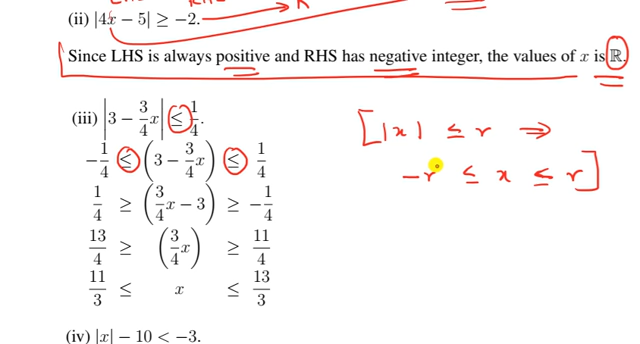 R
(ii) |4x − 5| ≥ −2.
Since LHS is always positive and RHS has negative integer, the values of x is ℝ.
(iii) |3 − 3/4 x| ≤ 1/4.
−1/4 ≤ (3 − 3/4 x) ≤ 1/4
1/4 ≥ (3/4 x − 3) ≥ −1/4
13/4 ≥ (3/4 x) ≥ 11/4
11/3 ≤ x ≤ 13/3
[|x| ≤ r ⇒
−r ≤ x ≤ r]
(iv) |x| − 10 < −3.